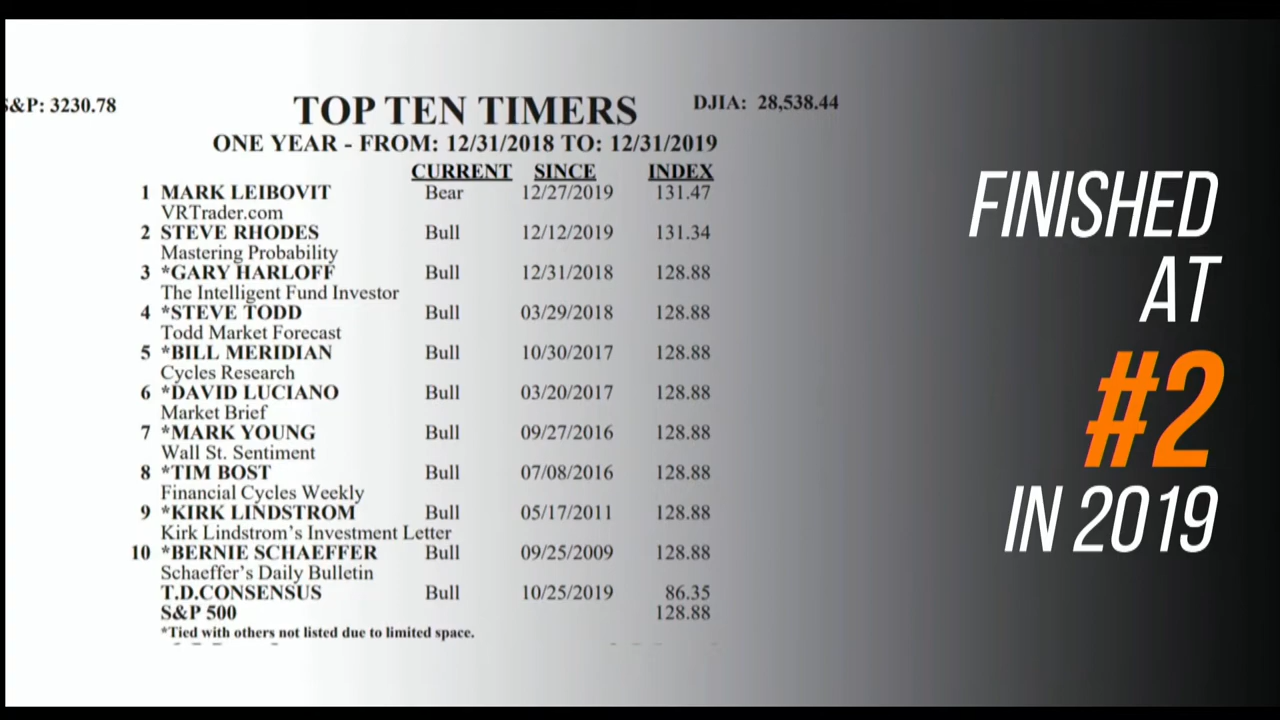 S&P: 3230.78 TOP TEN TIMERS DJIA: 28,538.44
ONE YEAR - FROM: 12/31/2018 TO: 12/31/2019
CURRENT SINCE INDEX
1 MARK LEIBOVIT Bear 12/27/2019 131.47
VRTrader.com
2 STEVE RHODES Bull 12/12/2019 131.34
Mastering Probability
3 *GARY HARLOFF Bull 12/31/2018 128.88
The Intelligent Fund Investor
4 *STEVE TODD Bull 03/29/2018 128.88
Todd Market Forecast
5 *BILL MERIDIAN Bull 10/30/2017 128.88
Cycles Research
6 *DAVID LUCIANO Bull 03/20/2017 128.88
Market Brief
7 *MARK YOUNG Bull 09/27/2016 128.88
Wall St. Sentiment
8 *TIM BOST Bull 07/08/2016 128.88
Financial Cycles Weekly
9 *KIRK LINDSTROM Bull 05/17/2011 128.88
Kirk Lindstrom's Investment Letter
10 *BERNIE SCHAEFFER Bull 09/25/2009 128.88
Schaeffer's Daily Bulletin
T.D.CONSENSUS Bull 10/25/2019 86.35
S&P 500 128.88
*Tied with others not listed due to limited space.
FINISHED
AT
#2
IN 2019